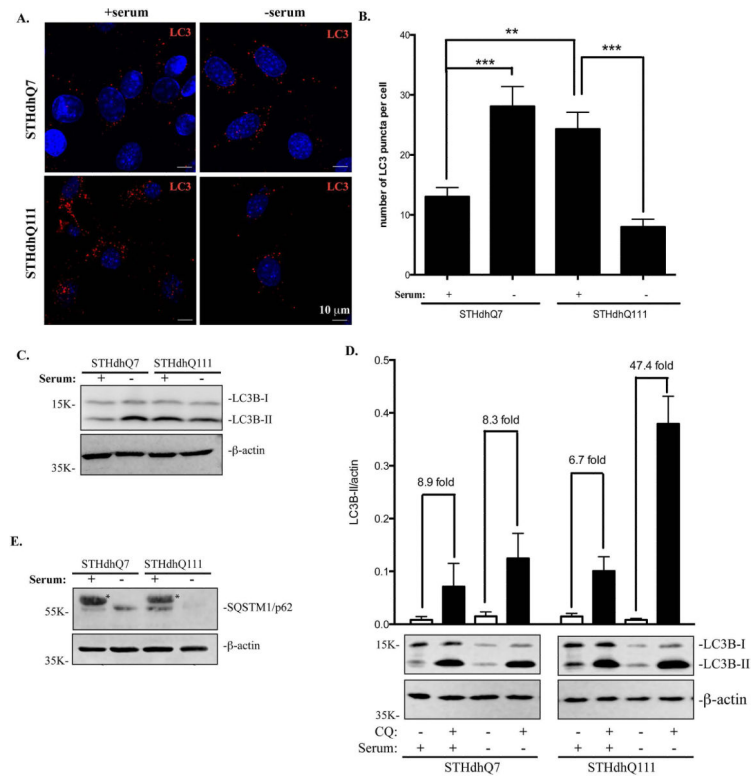 A.
+serum
-serum
STHdhQ7
LC3
LC3
STHdhQ111
LC3
LC3
10 μm
B.
number of LC3 puncta per cell
40
30
20
10
0
**
***
***
Serum: + - + -
STHdhQ7 STHdhQ111
C.
STHdhQ7 STHdhQ111
Serum: + - + -
15K- -LC3B-I
-LC3B-II
-β-actin
35K-
D.
LC3B-II/actin
0.5
0.4
0.3
0.2
0.1
0.0
8.9 fold
8.3 fold
6.7 fold
47.4 fold
15K- -LC3B-I
-LC3B-II
-β-actin
35K-
CQ: - + - + - + - +
Serum: + + - - + + - -
STHdhQ7 STHdhQ111
E.
STHdhQ7 STHdhQ111
Serum: + - + -
* *
55K- -SQSTM1/p62
-β-actin
35K-